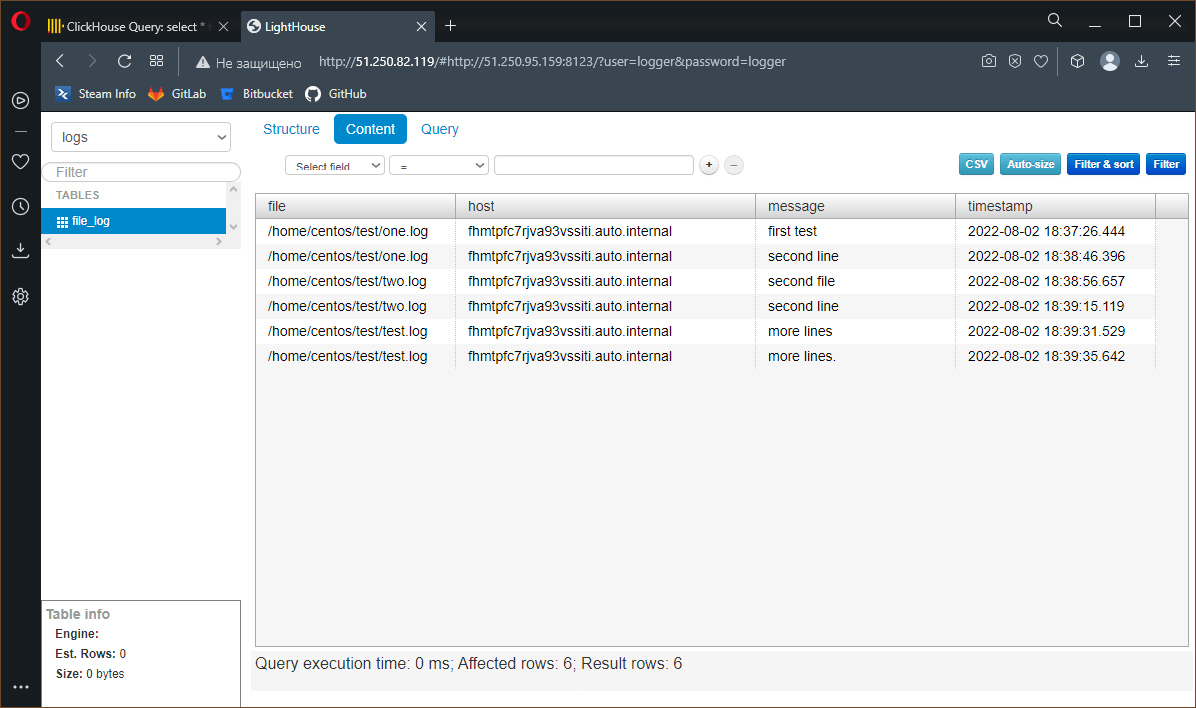 ClickHouse Query: select *
LightHouse
Не защищено
http://51.250.82.119/#http://51.250.95.159:8123/?user=logger&password=logger
Steam Info
GitLab
Bitbucket
GitHub
logs
Filter
TABLES
file_log
Structure
Content
Query
Select field
=
+
−
CSV
Auto-size
Filter & sort
Filter
file host message timestamp
/home/centos/test/one.log fhmtpfc7rjva93vssiti.auto.internal first test 2022-08-02 18:37:26.444
/home/centos/test/one.log fhmtpfc7rjva93vssiti.auto.internal second line 2022-08-02 18:38:46.396
/home/centos/test/two.log fhmtpfc7rjva93vssiti.auto.internal second file 2022-08-02 18:38:56.657
/home/centos/test/two.log fhmtpfc7rjva93vssiti.auto.internal second line 2022-08-02 18:39:15.119
/home/centos/test/test.log fhmtpfc7rjva93vssiti.auto.internal more lines 2022-08-02 18:39:31.529
/home/centos/test/test.log fhmtpfc7rjva93vssiti.auto.internal more lines. 2022-08-02 18:39:35.642
Table info
Engine:
Est. Rows: 0
Size: 0 bytes
Query execution time: 0 ms; Affected rows: 6; Result rows: 6